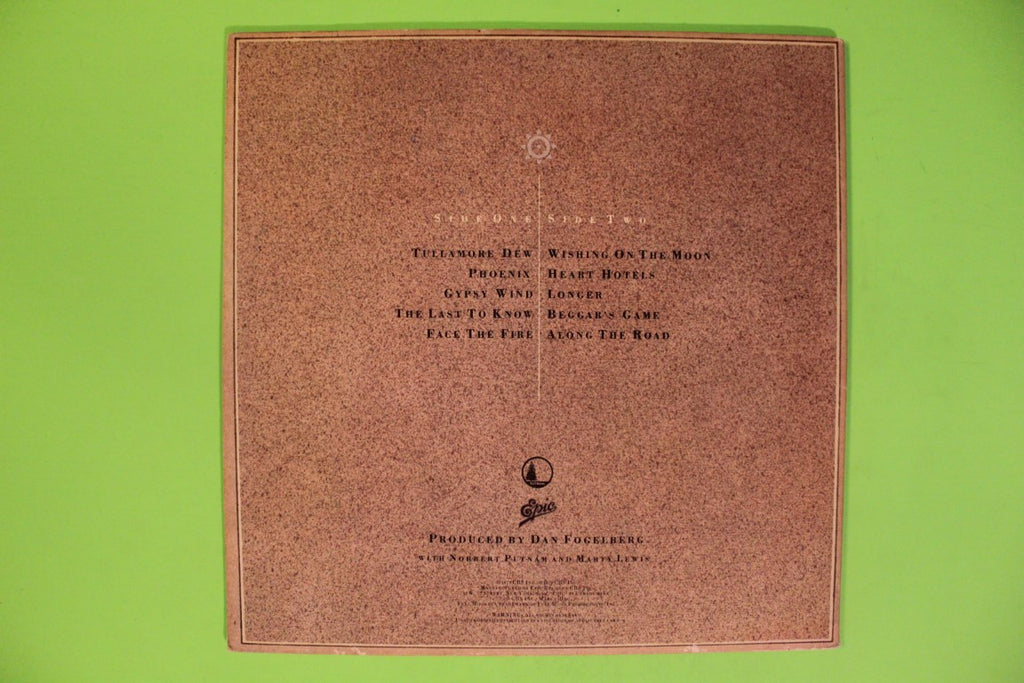 SIDE ONE
TULLAMORE DEW
PHOENIX
GYPSY WIND
THE LAST TO KNOW
FACE THE FIRE
SIDE TWO
WISHING ON THE MOON
HEART HOTELS
LONGER
BEGGAR'S GAME
ALONG THE ROAD
Epic
PRODUCED BY DAN FOGELBERG
WITH NORBERT PUTNAM AND MARTY LEWIS